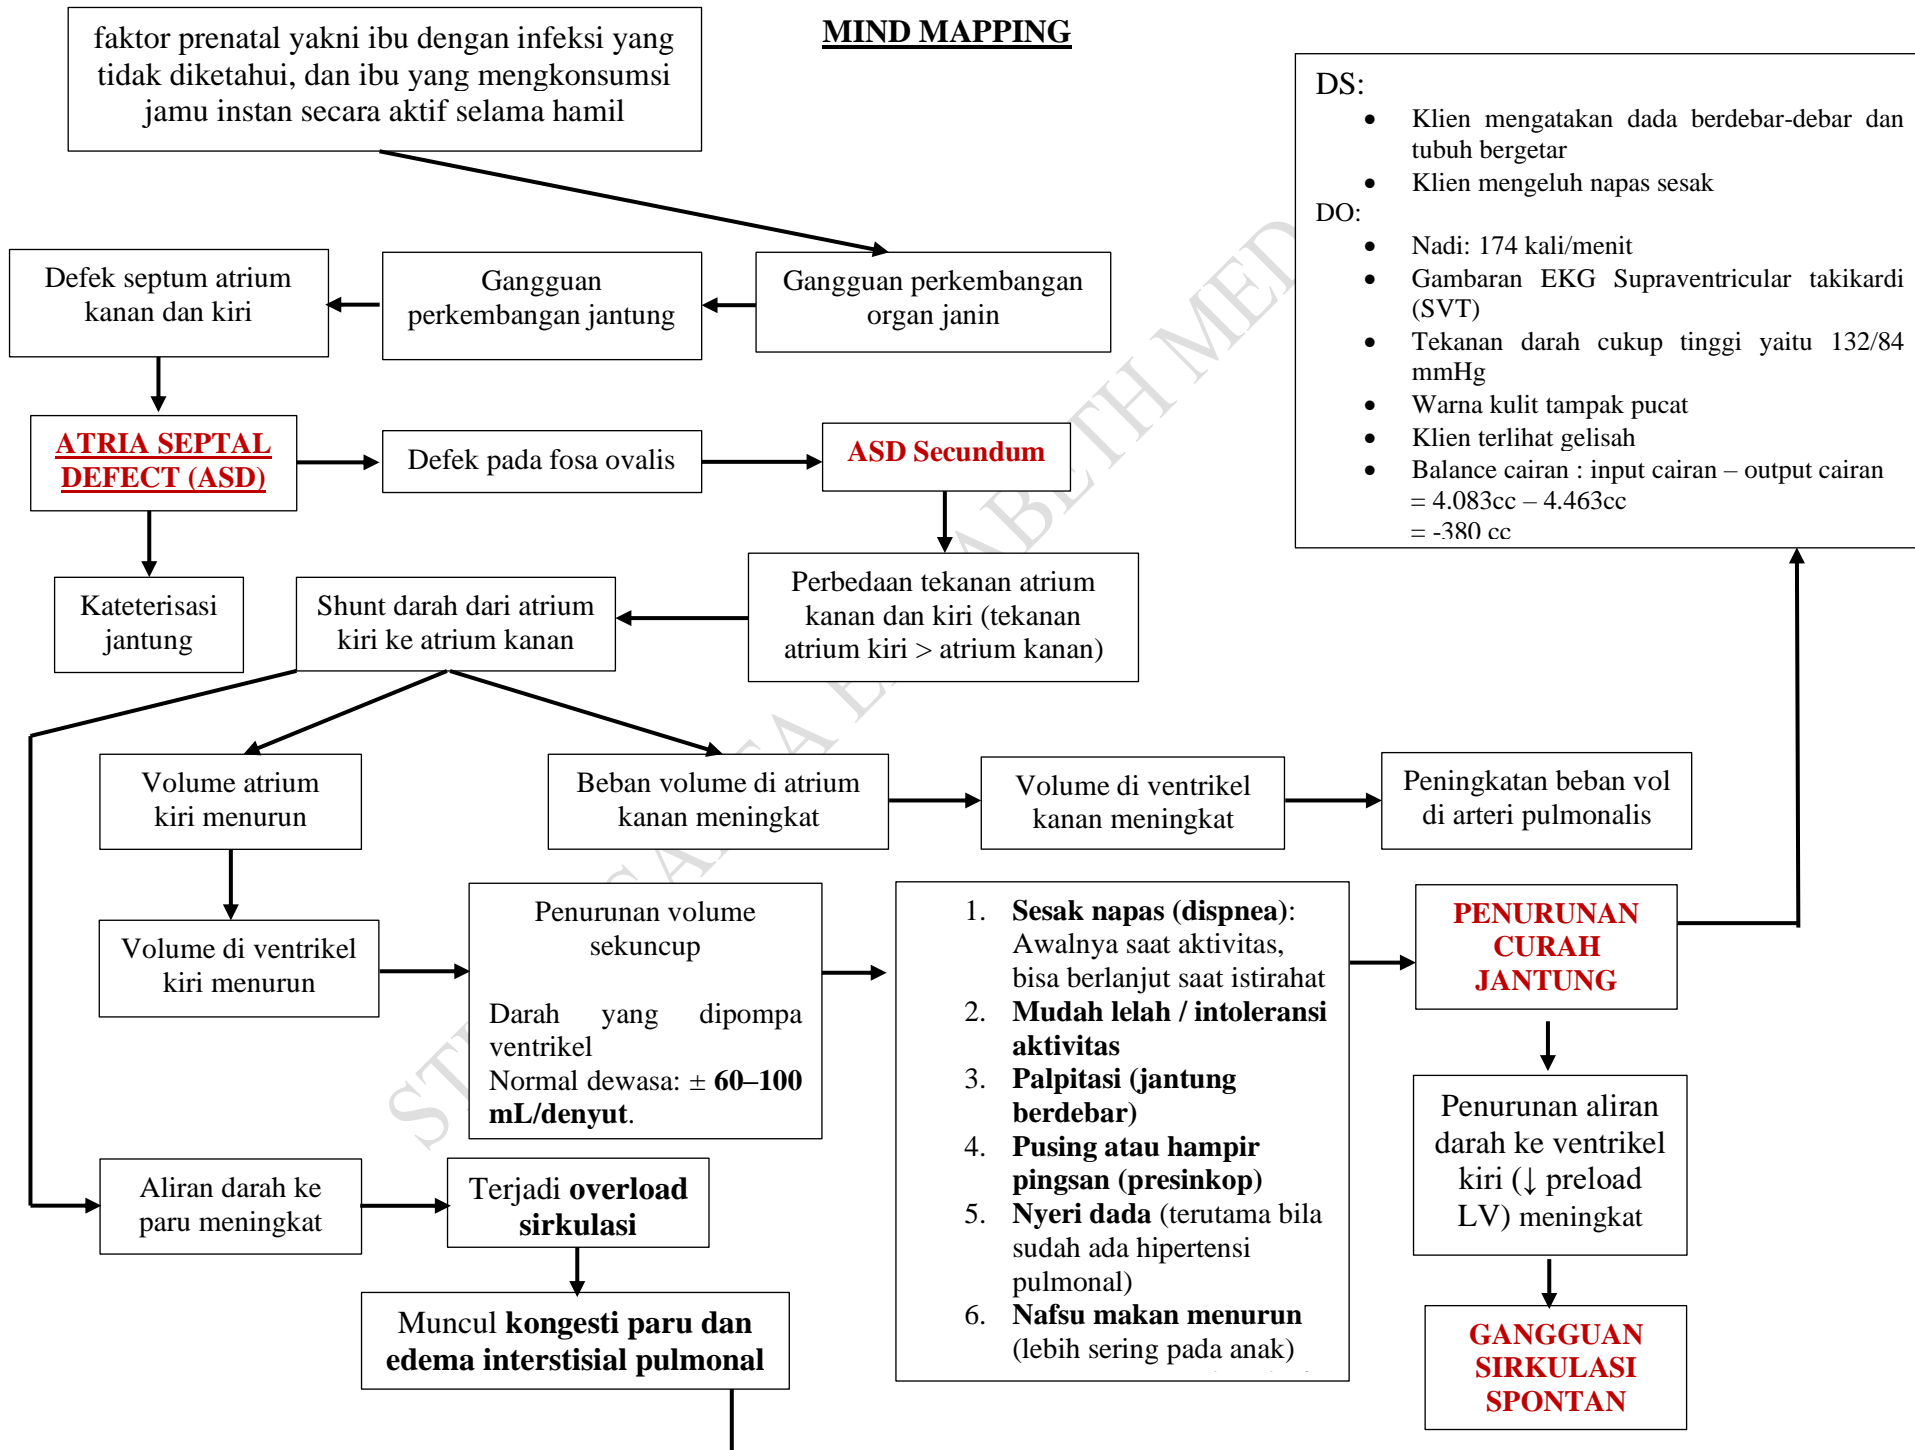 MIND MAPPING
faktor prenatal yakni ibu dengan infeksi yang
tidak diketahui, dan ibu yang mengkonsumsi
jamu instan secara aktif selama hamil
DS:
• Klien mengatakan dada berdebar-debar dan
tubuh bergetar
• Klien mengeluh napas sesak
DO:
• Nadi: 174 kali/menit
• Gambaran EKG Supraventricular takikardi
(SVT)
• Tekanan darah cukup tinggi yaitu 132/84
mmHg
• Warna kulit tampak pucat
• Klien terlihat gelisah
• Balance cairan : input cairan – output cairan
= 4.083cc – 4.463cc
= -380 cc
Defek septum atrium
kanan dan kiri
Gangguan
perkembangan jantung
Gangguan perkembangan
organ janin
ATRIA SEPTAL
DEFECT (ASD)
Defek pada fosa ovalis
ASD Secundum
Kateterisasi
jantung
Shunt darah dari atrium
kiri ke atrium kanan
Perbedaan tekanan atrium
kanan dan kiri (tekanan
atrium kiri > atrium kanan)
Volume atrium
kiri menurun
Beban volume di atrium
kanan meningkat
Volume di ventrikel
kanan meningkat
Peningkatan beban vol
di arteri pulmonalis
Volume di ventrikel
kiri menurun
Penurunan volume
sekuncup
Darah yang dipompa
ventrikel
Normal dewasa: ± 60–100
mL/denyut.
1. Sesak napas (dispnea):
Awalnya saat aktivitas,
bisa berlanjut saat istirahat
2. Mudah lelah / intoleransi
aktivitas
3. Palpitasi (jantung
berdebar)
4. Pusing atau hampir
pingsan (presinkop)
5. Nyeri dada (terutama bila
sudah ada hipertensi
pulmonal)
6. Nafsu makan menurun
(lebih sering pada anak)
PENURUNAN
CURAH
JANTUNG
Penurunan aliran
darah ke ventrikel
kiri (↓ preload
LV) meningkat
GANGGUAN
SIRKULASI
SPONTAN
Aliran darah ke
paru meningkat
Terjadi overload
sirkulasi
Muncul kongesti paru dan
edema interstisial pulmonal